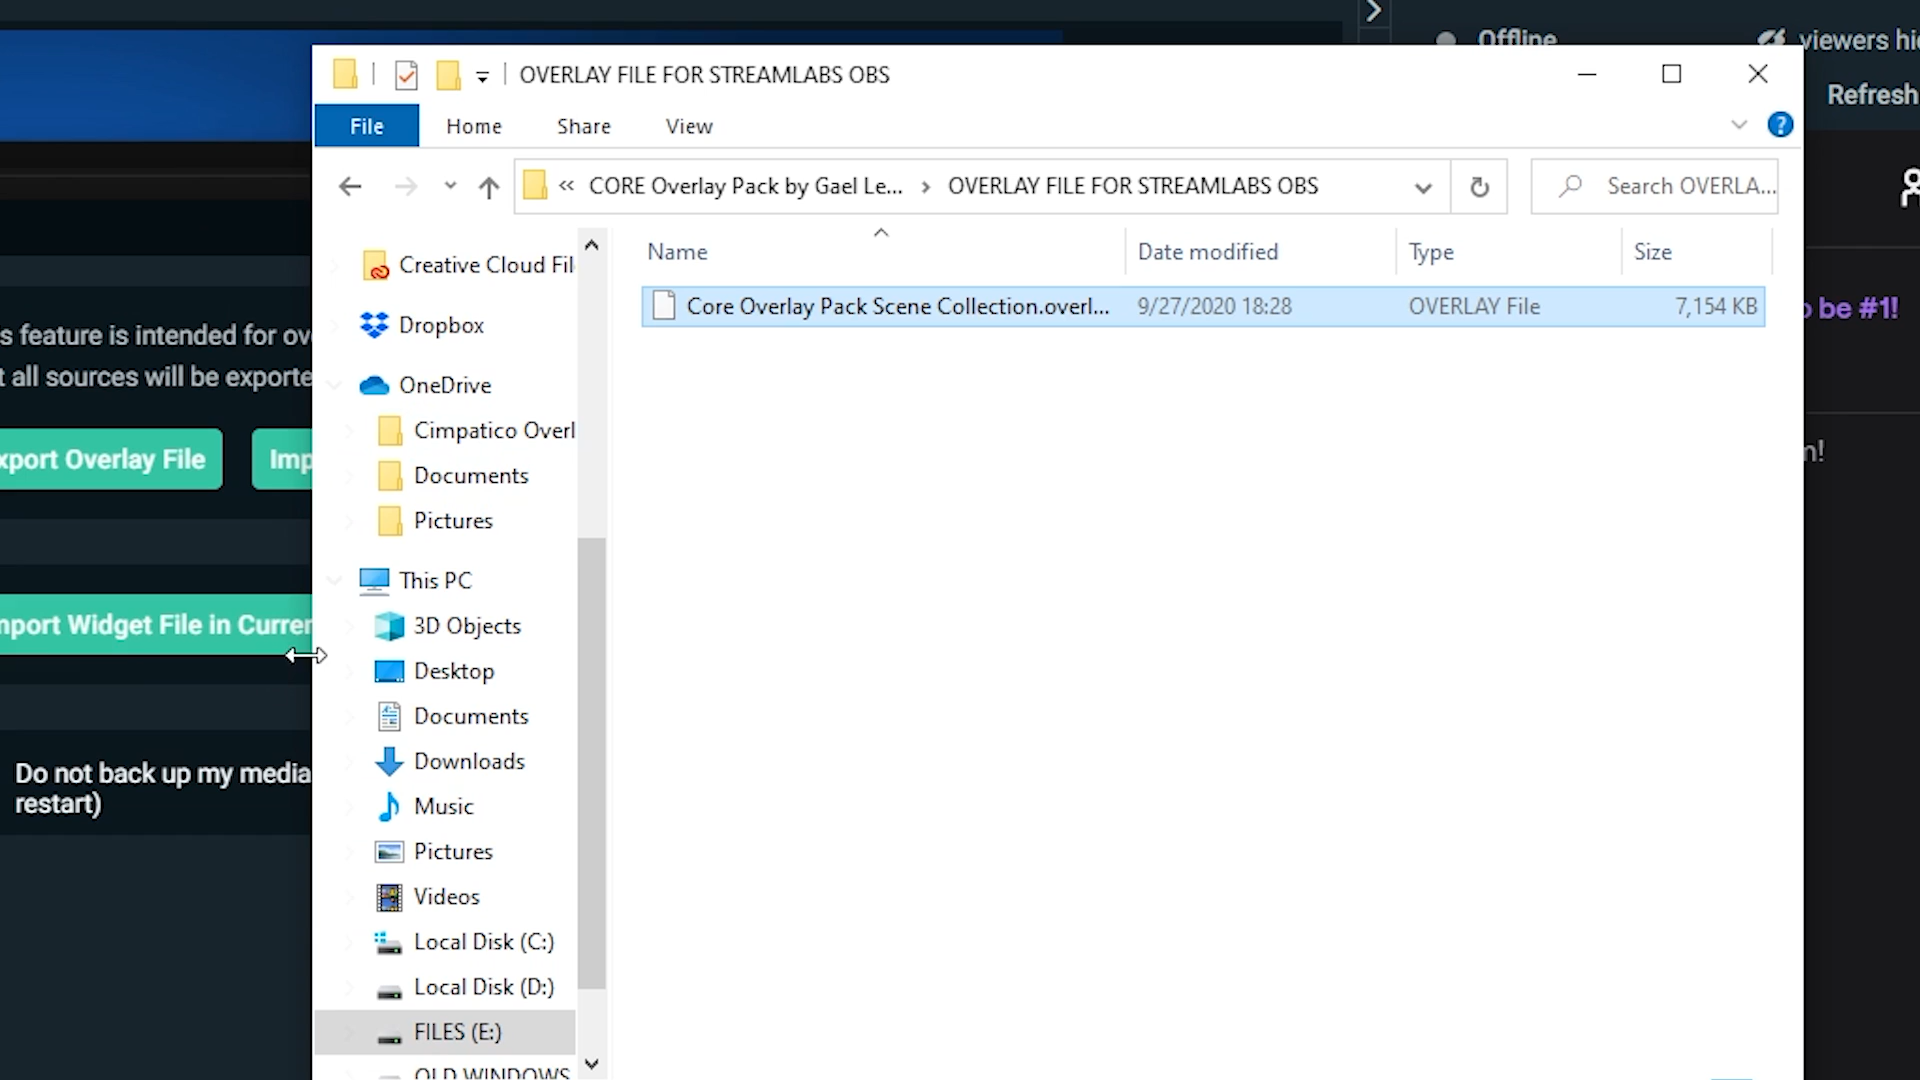 Offline
viewers hi
Refresh
OVERLAY FILE FOR STREAMLABS OBS
File Home Share View
?
« CORE Overlay Pack by Gael Le... > OVERLAY FILE FOR STREAMLABS OBS
Search OVERLA...
Name Date modified Type Size
Core Overlay Pack Scene Collection.overl... 9/27/2020 18:28 OVERLAY File 7,154 KB
Creative Cloud Fil
Dropbox
OneDrive
Cimpatico Overl
Documents
Pictures
This PC
3D Objects
Desktop
Documents
Downloads
Music
Pictures
Videos
Local Disk (C:)
Local Disk (D:)
FILES (E:)
OLD WINDOWS
s feature is intended for ov
t all sources will be exporte
xport Overlay File
Imp
mport Widget File in Curren
Do not back up my media
restart)
o be #1!
n!